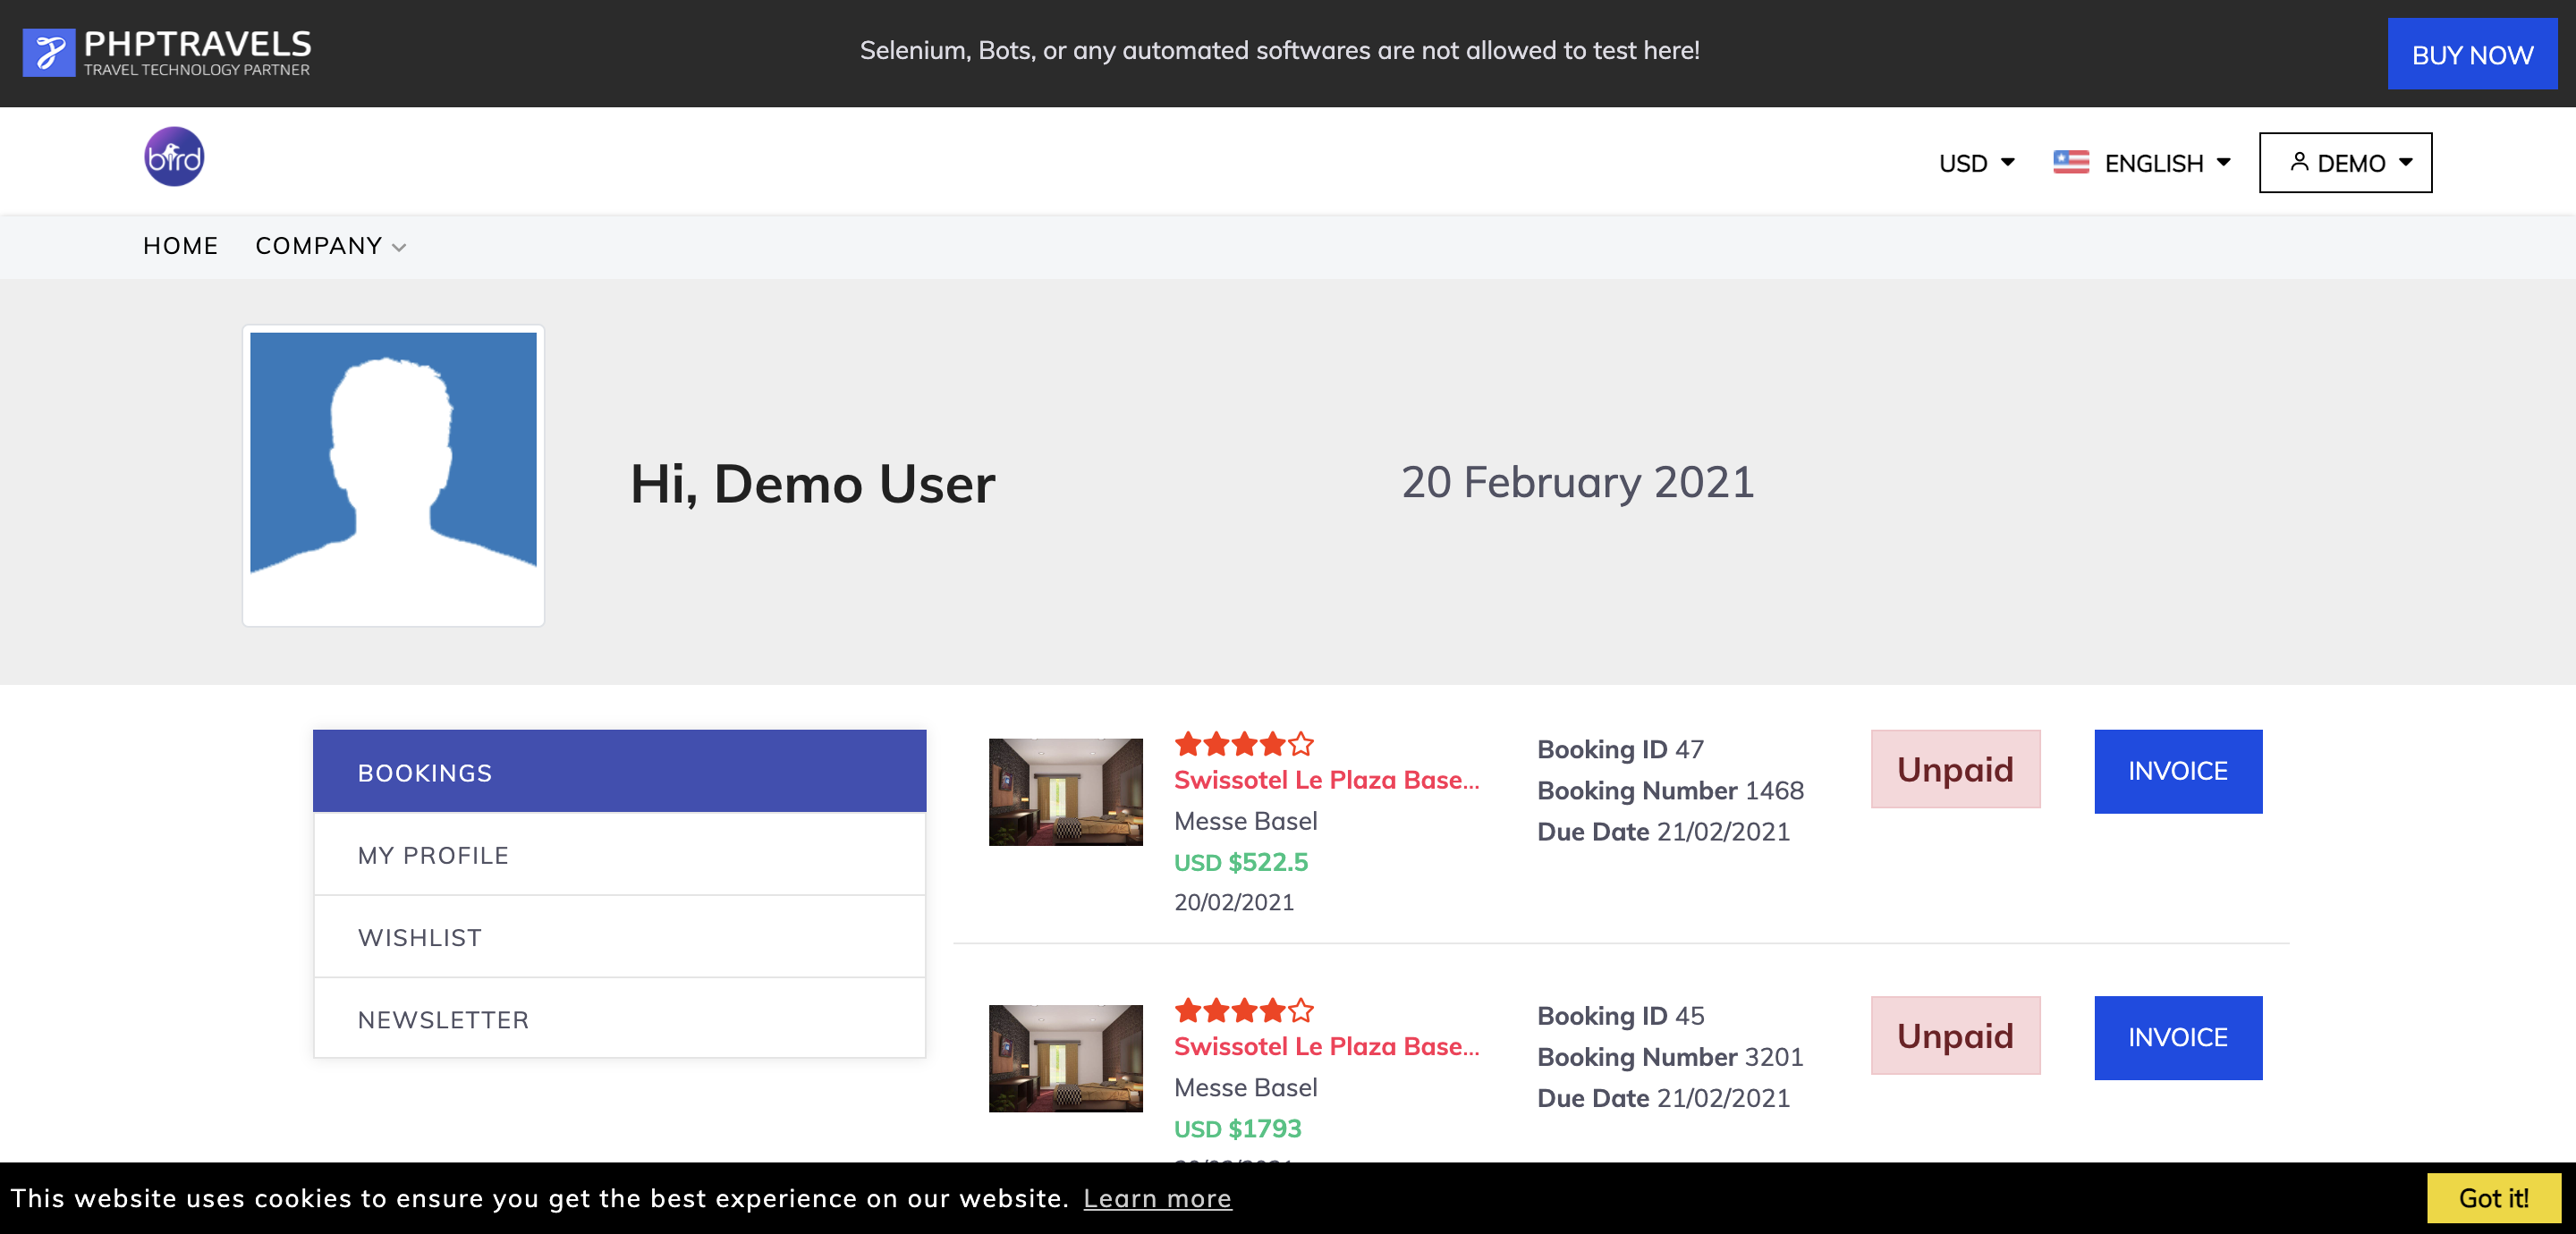 PHPTRAVELS
TRAVEL TECHNOLOGY PARTNER
Selenium, Bots, or any automated softwares are not allowed to test here!
BUY NOW
bird
USD
ENGLISH
DEMO
HOME
COMPANY
Hi, Demo User
20 February 2021
BOOKINGS
MY PROFILE
WISHLIST
NEWSLETTER
Swissotel Le Plaza Base...
Messe Basel
USD $522.5
20/02/2021
Booking ID 47
Booking Number 1468
Due Date 21/02/2021
Unpaid
INVOICE
Swissotel Le Plaza Base...
Messe Basel
USD $1793
Booking ID 45
Booking Number 3201
Due Date 21/02/2021
Unpaid
INVOICE
This website uses cookies to ensure you get the best experience on our website. Learn more
Got it!